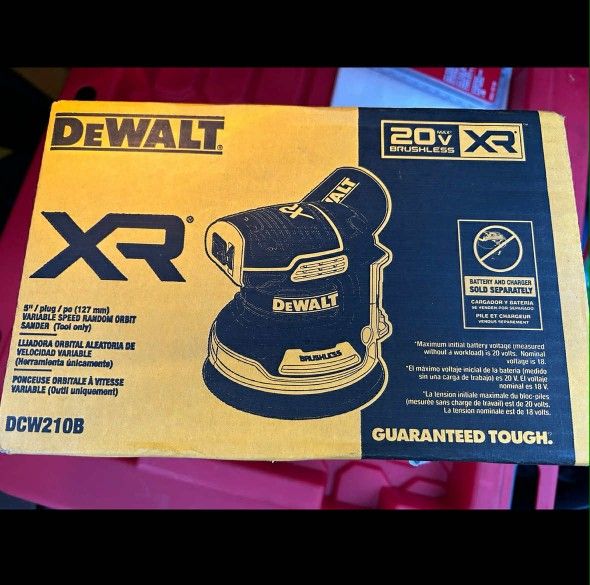 DEWALT®
20V MAX* BRUSHLESS XR™
XR®
DEWALT
BRUSHLESS
5" / plug / po (127 mm)
VARIABLE SPEED RANDOM ORBIT
SANDER (Tool only)
LIJADORA ORBITAL ALEATORIA DE
VELOCIDAD VARIABLE
(Herramienta únicamente)
PONCEUSE ORBITALE À VITESSE
VARIABLE (Outil uniquement)
DCW210B
BATTERY AND CHARGER
SOLD SEPARATELY
CARGADOR Y BATERÍA
SE VENDEN POR SEPARADO
PILE ET CHARGEUR
VENDUS SÉPARÉMENT
*Maximum initial battery voltage (measured
without a workload) is 20 volts. Nominal
voltage is 18.
*El máximo voltaje inicial de la batería (medido
sin una carga de trabajo) es 20 V. El voltaje
nominal es 18 V.
*La tension initiale maximale du bloc-piles
(mesurée sans charge de travail) est de 20 volts.
La tension nominale est de 18 volts.
GUARANTEED TOUGH.®